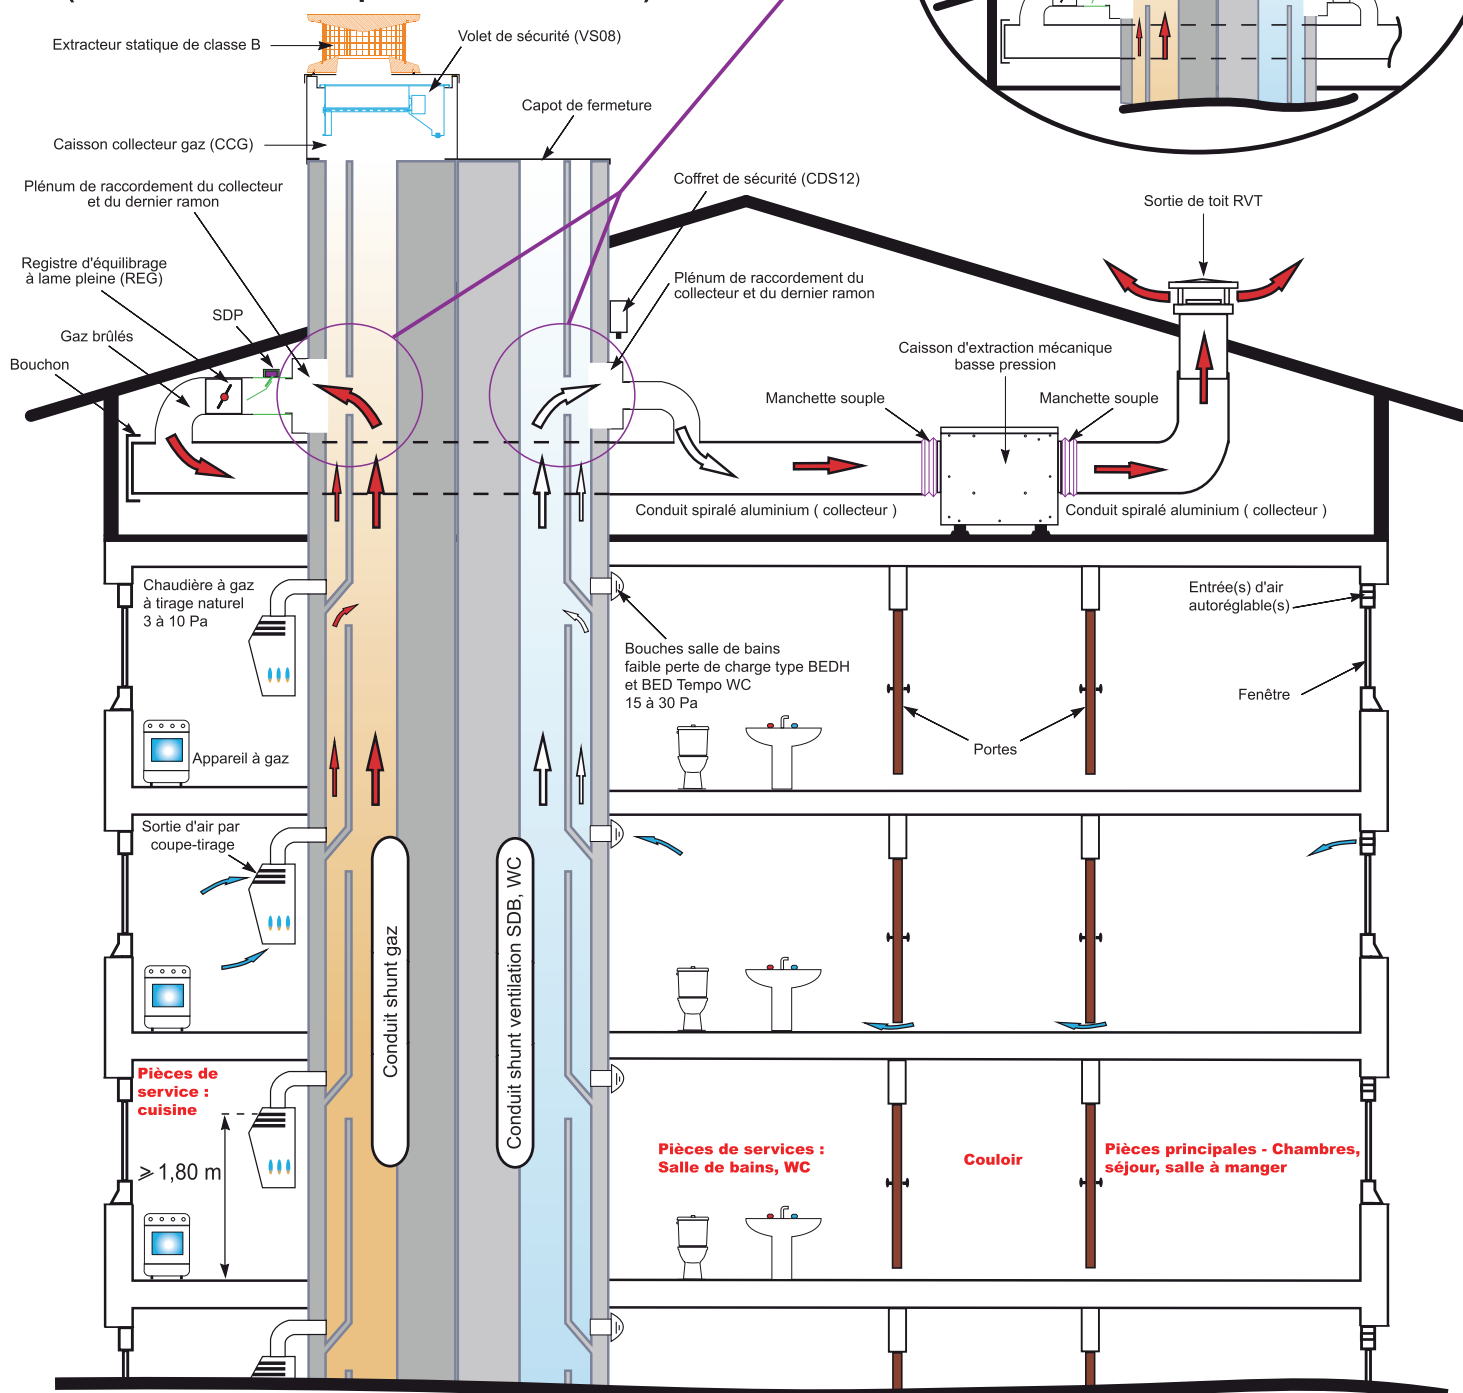 Extracteur statique de classe B
Volet de sécurité (VS08)
Capot de fermeture
Caisson collecteur gaz (CCG)
Plénum de raccordement du collecteur
et du dernier ramon
Coffret de sécurité (CDS12)
Sortie de toit RVT
Registre d'équilibrage
à lame pleine (REG)
Plénum de raccordement du
collecteur et du dernier ramon
SDP
Gaz brûlés
Bouchon
Caisson d'extraction mécanique
basse pression
Manchette souple
Manchette souple
Conduit spiralé aluminium ( collecteur )
Conduit spiralé aluminium ( collecteur )
Chaudière à gaz
à tirage naturel
3 à 10 Pa
Entrée(s) d'air
autoréglable(s)
Bouches salle de bains
faible perte de charge type BEDH
et BED Tempo WC
15 à 30 Pa
Fenêtre
Portes
Appareil à gaz
Sortie d'air par
coupe-tirage
Conduit shunt gaz
Conduit shunt ventilation SDB, WC
Pièces de
service :
cuisine
⩾ 1,80 m
Pièces de services :
Salle de bains, WC
Couloir
Pièces principales - Chambres,
séjour, salle à manger